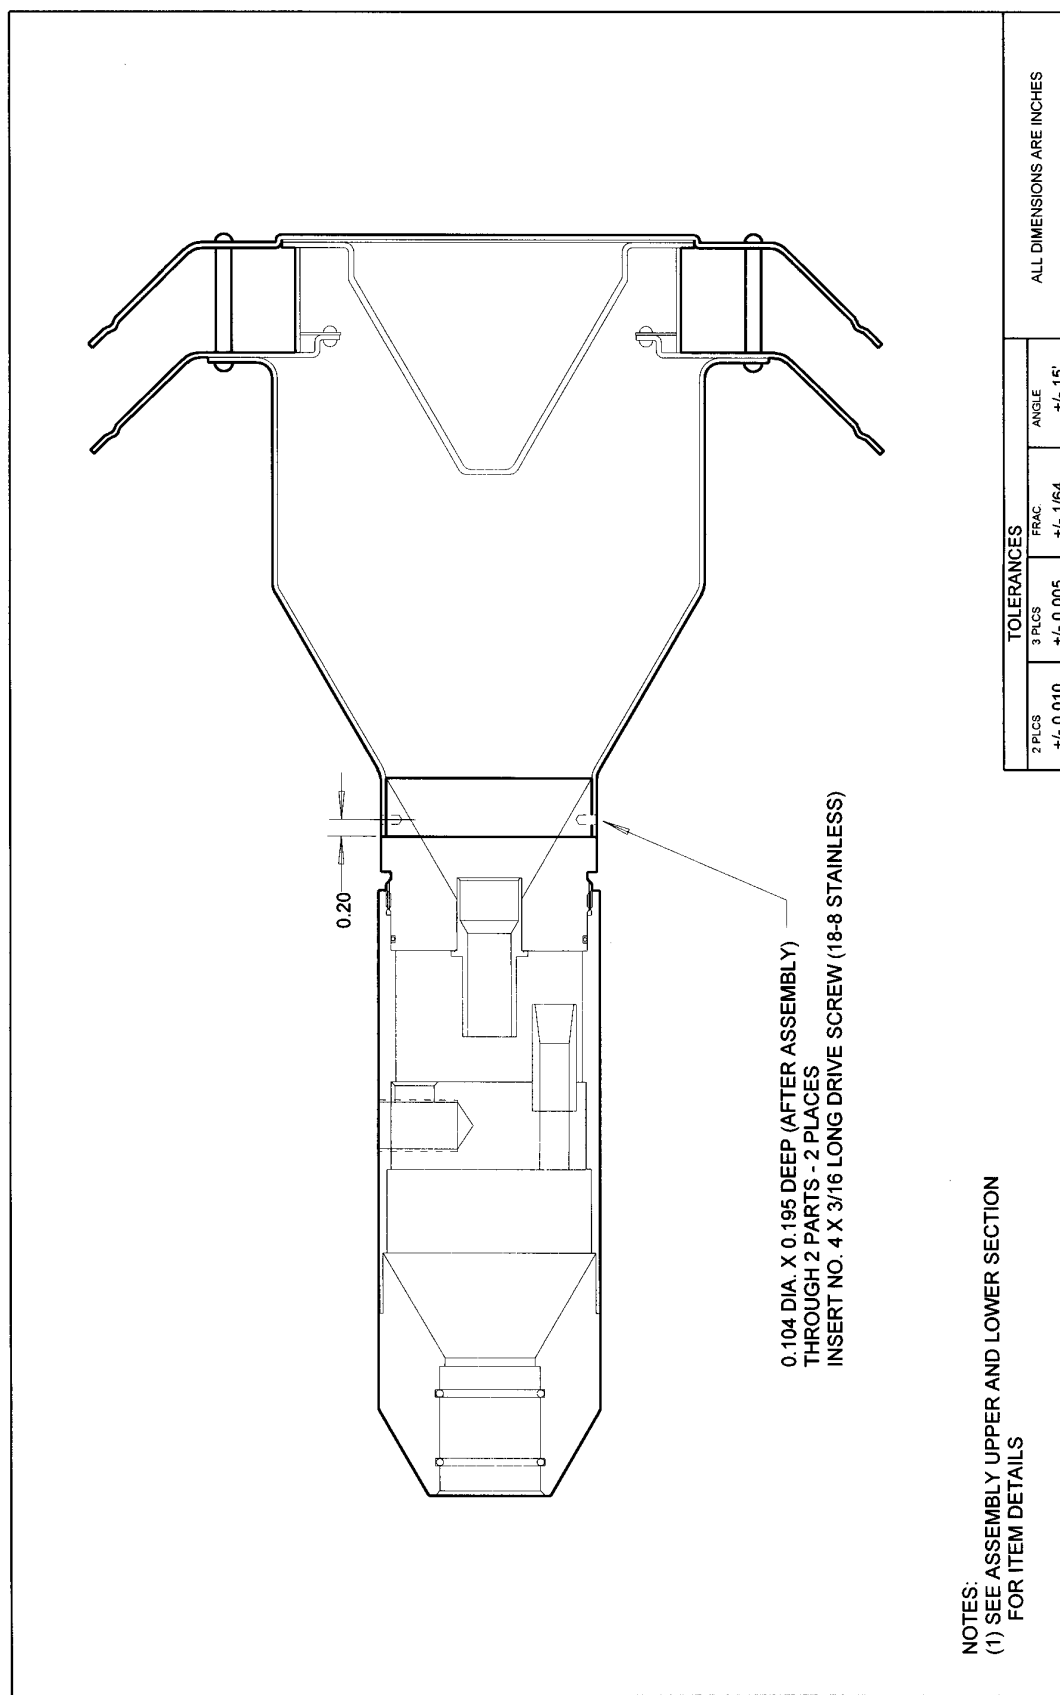 0.20
0.104 DIA. X 0.195 DEEP (AFTER ASSEMBLY)
THROUGH 2 PARTS - 2 PLACES
INSERT NO. 4 X 3/16 LONG DRIVE SCREW (18-8 STAINLESS)
NOTES:
(1) SEE ASSEMBLY UPPER AND LOWER SECTION
FOR ITEM DETAILS
TOLERANCES
2 PLCS
3 PLCS
FRAC.
ANGLE
+/- 0.010
+/- 0.005
+/- 1/64
+/- 15'
ALL DIMENSIONS ARE INCHES